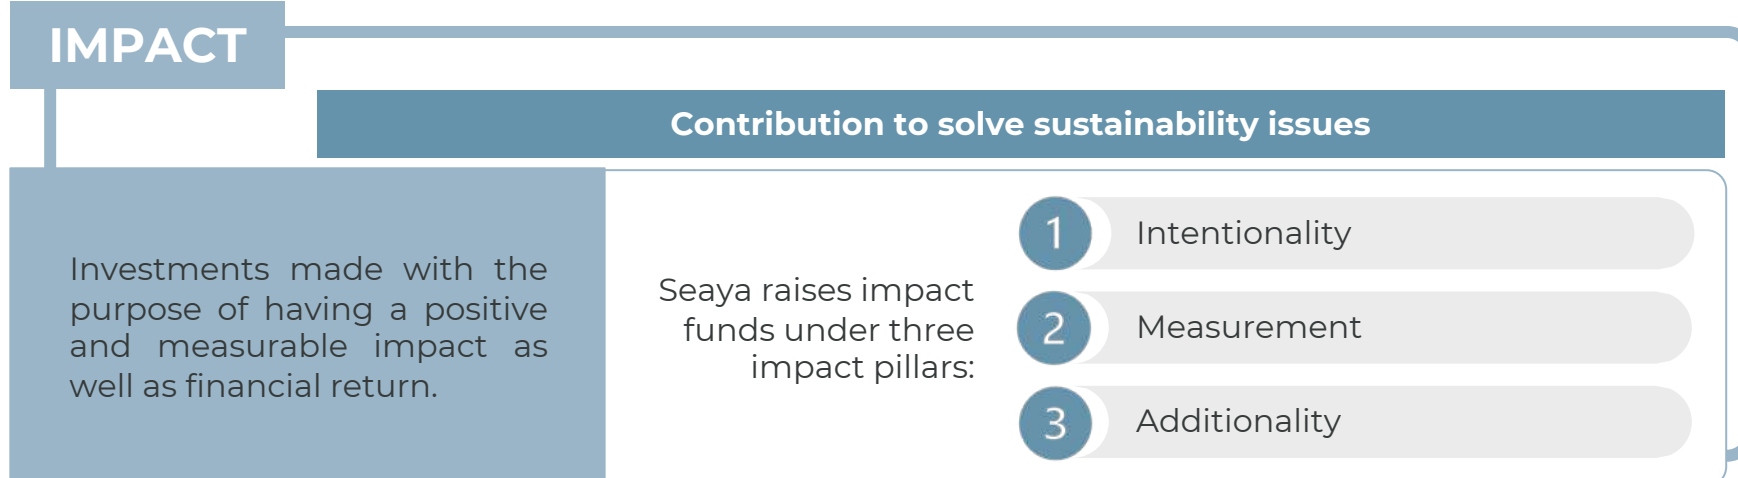 IMPACT
Contribution to solve sustainability issues
Investments made with the
purpose of having a positive
and measurable impact as
well as financial return.
Seaya raises impact
funds under three
impact pillars:
1 Intentionality
2 Measurement
3 Additionality